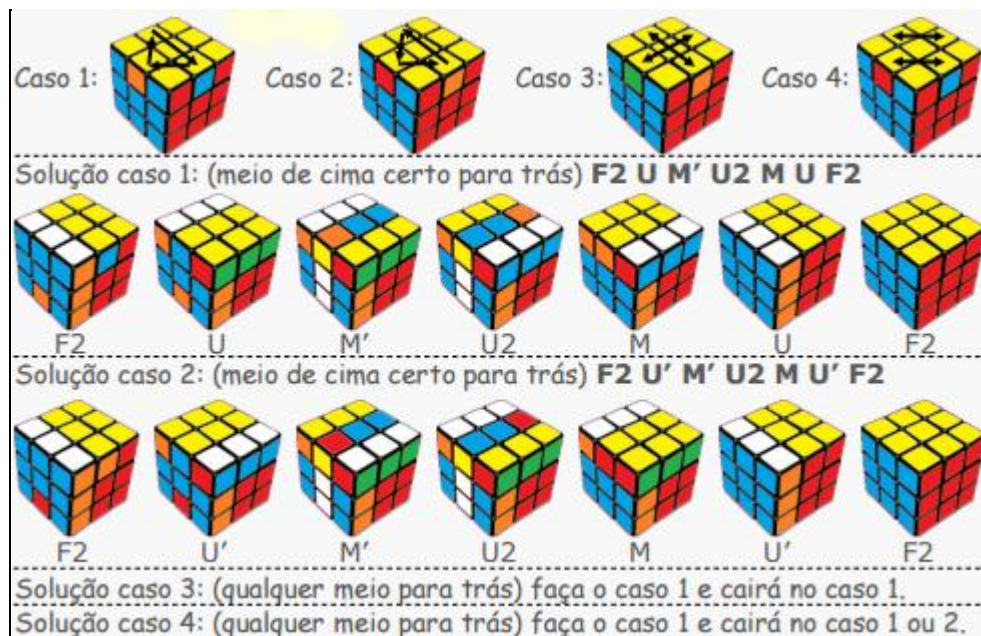 Caso 1: Caso 2: Caso 3: Caso 4:
Solução caso 1: (meio de cima certo para trás) F2 U M′ U2 M U F2
F2 U M′ U2 M U F2
Solução caso 2: (meio de cima certo para trás) F2 U′ M′ U2 M U′ F2
F2 U′ M′ U2 M U′ F2
Solução caso 3: (qualquer meio para trás) faça o caso 1 e cairá no caso 1.
Solução caso 4: (qualquer meio para trás) faça o caso 1 e cairá no caso 1 ou 2.